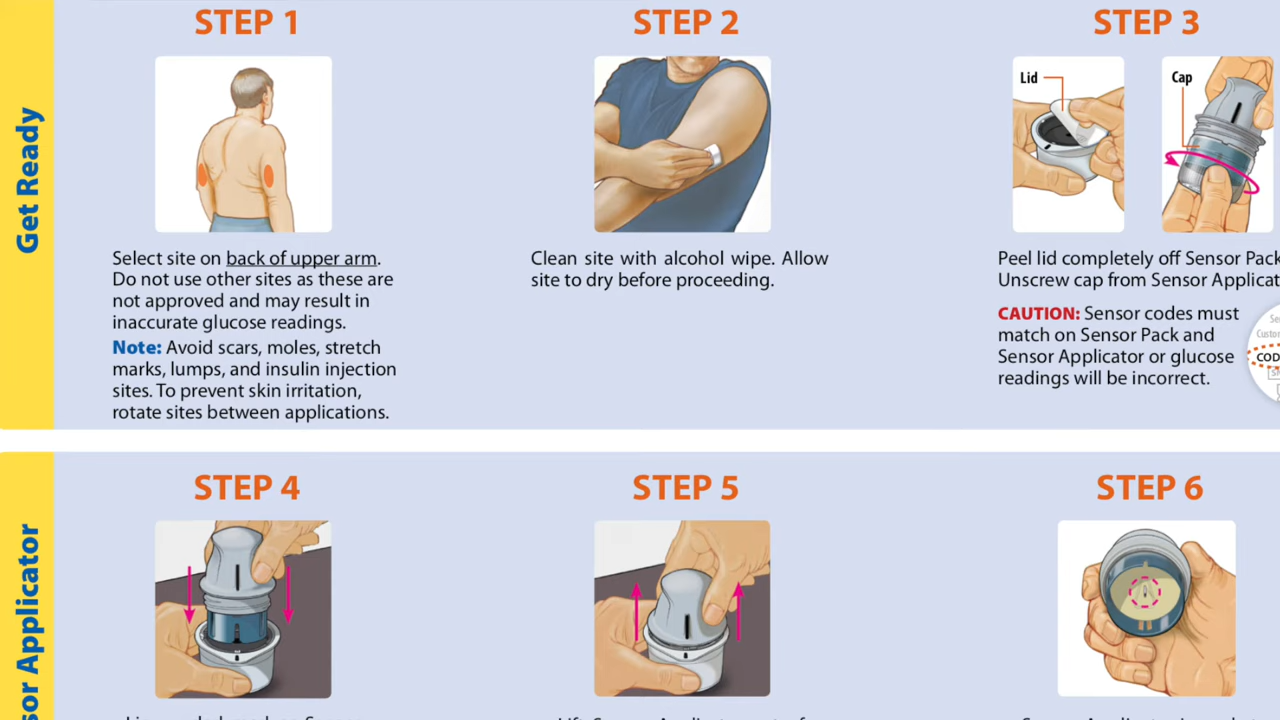 Get Ready
STEP 1
Select site on back of upper arm.
Do not use other sites as these are
not approved and may result in
inaccurate glucose readings.
Note: Avoid scars, moles, stretch
marks, lumps, and insulin injection
sites. To prevent skin irritation,
rotate sites between applications.
STEP 2
Clean site with alcohol wipe. Allow
site to dry before proceeding.
STEP 3
Lid
Cap
Peel lid completely off Sensor Pack
Unscrew cap from Sensor
CAUTION: Sensor codes must
match on Sensor Pack and
Sensor Applicator or glucose
readings will be incorrect.
Applicator
STEP 4
STEP 5
STEP 6